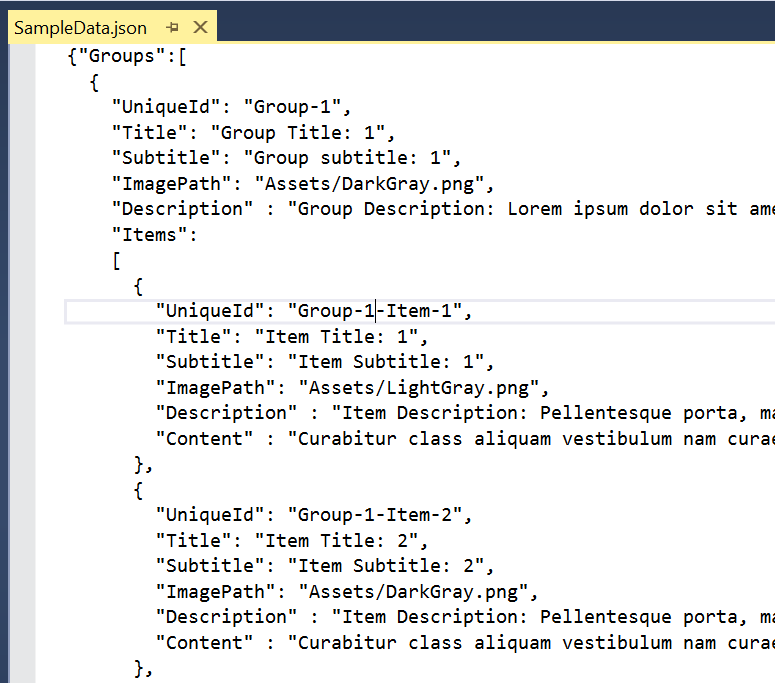 SampleData.json
{"Groups":[
{
"UniqueId": "Group-1",
"Title": "Group Title: 1",
"Subtitle": "Group subtitle: 1",
"ImagePath": "Assets/DarkGray.png",
"Description" : "Group Description: Lorem ipsum dolor sit ame
"Items":
[
{
"UniqueId": "Group-1-Item-1",
"Title": "Item Title: 1",
"Subtitle": "Item Subtitle: 1",
"ImagePath": "Assets/LightGray.png",
"Description" : "Item Description: Pellentesque porta, ma
"Content" : "Curabitur class aliquam vestibulum nam curae
},
{
"UniqueId": "Group-1-Item-2",
"Title": "Item Title: 2",
"Subtitle": "Item Subtitle: 2",
"ImagePath": "Assets/DarkGray.png",
"Description" : "Item Description: Pellentesque porta, ma
"Content" : "Curabitur class aliquam vestibulum nam curae
},